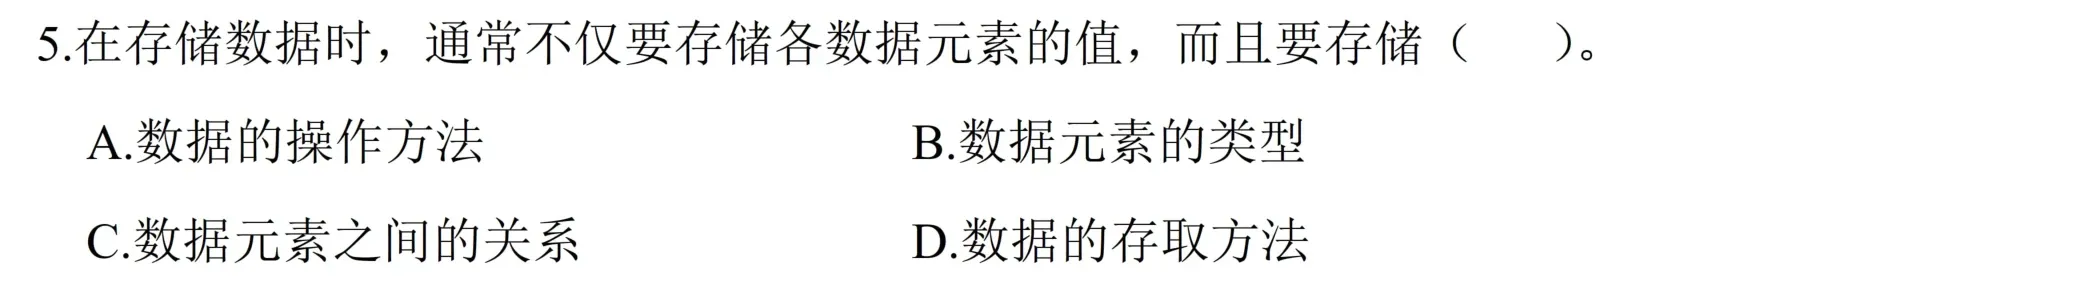 5.在存储数据时，通常不仅要存储各数据元素的值，而且要存储（　　）。
A.数据的操作方法　　B.数据元素的类型
C.数据元素之间的关系　　D.数据的存取方法